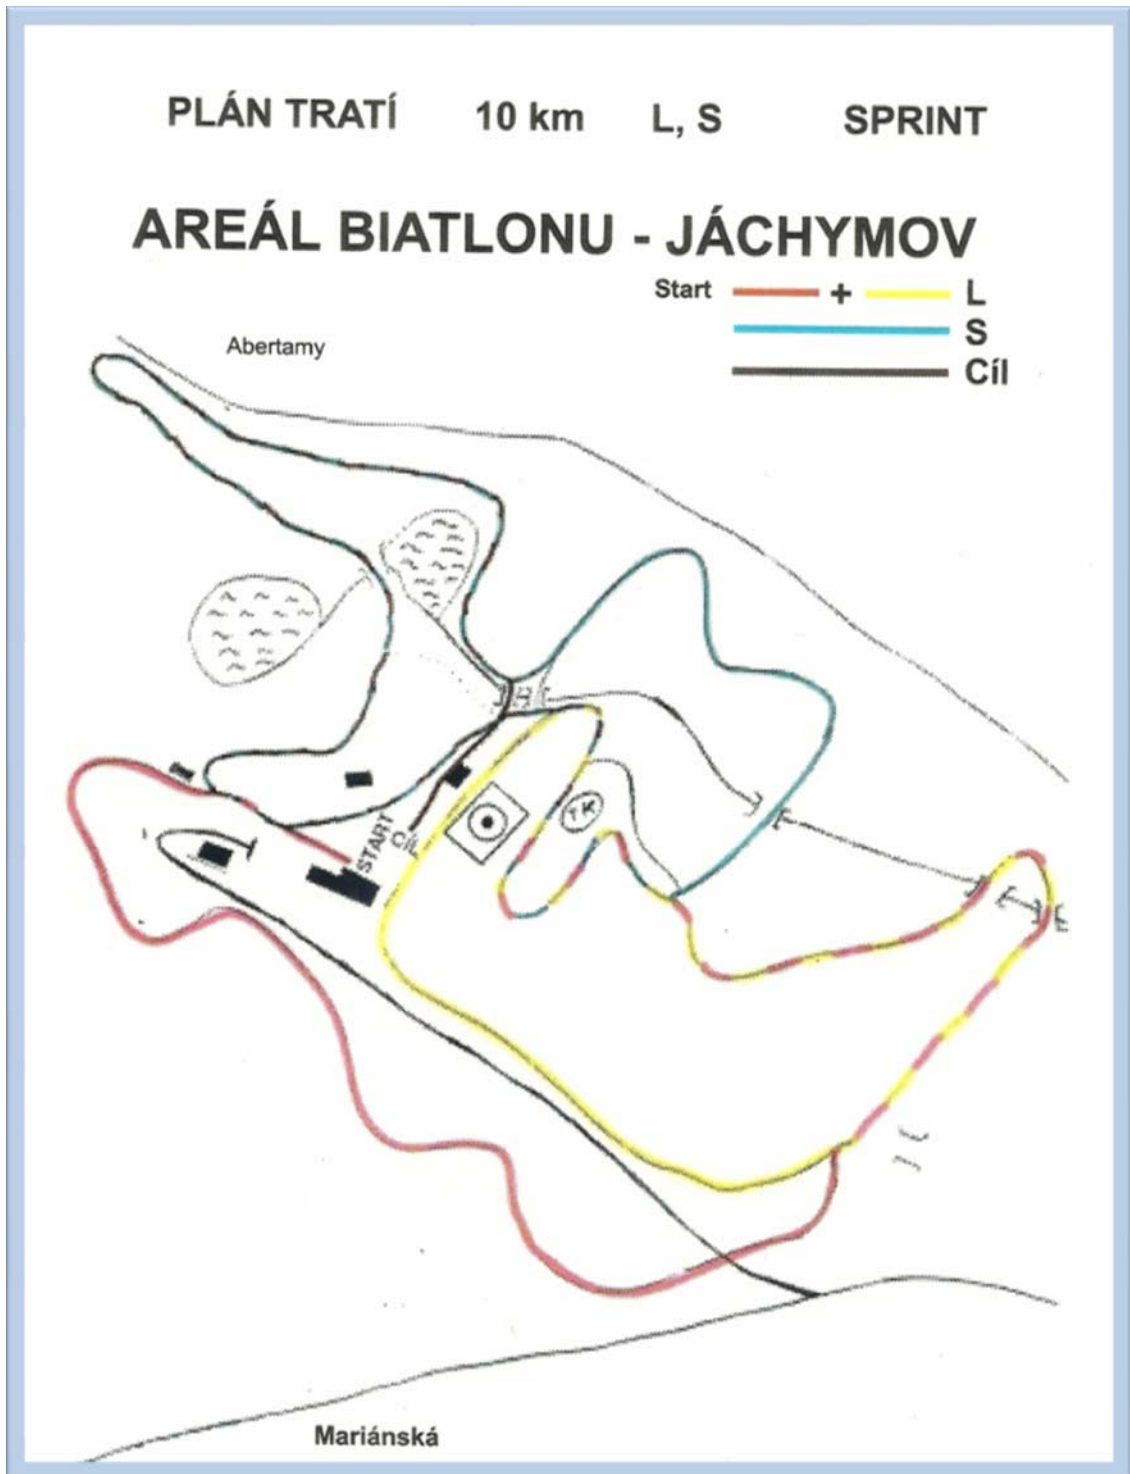 PLÁN TRATÍ 10 km L, S SPRINT
AREÁL BIATLONU - JÁCHYMOV
Start + L
S
Cíl
Abertamy
START
TK
Mariánská